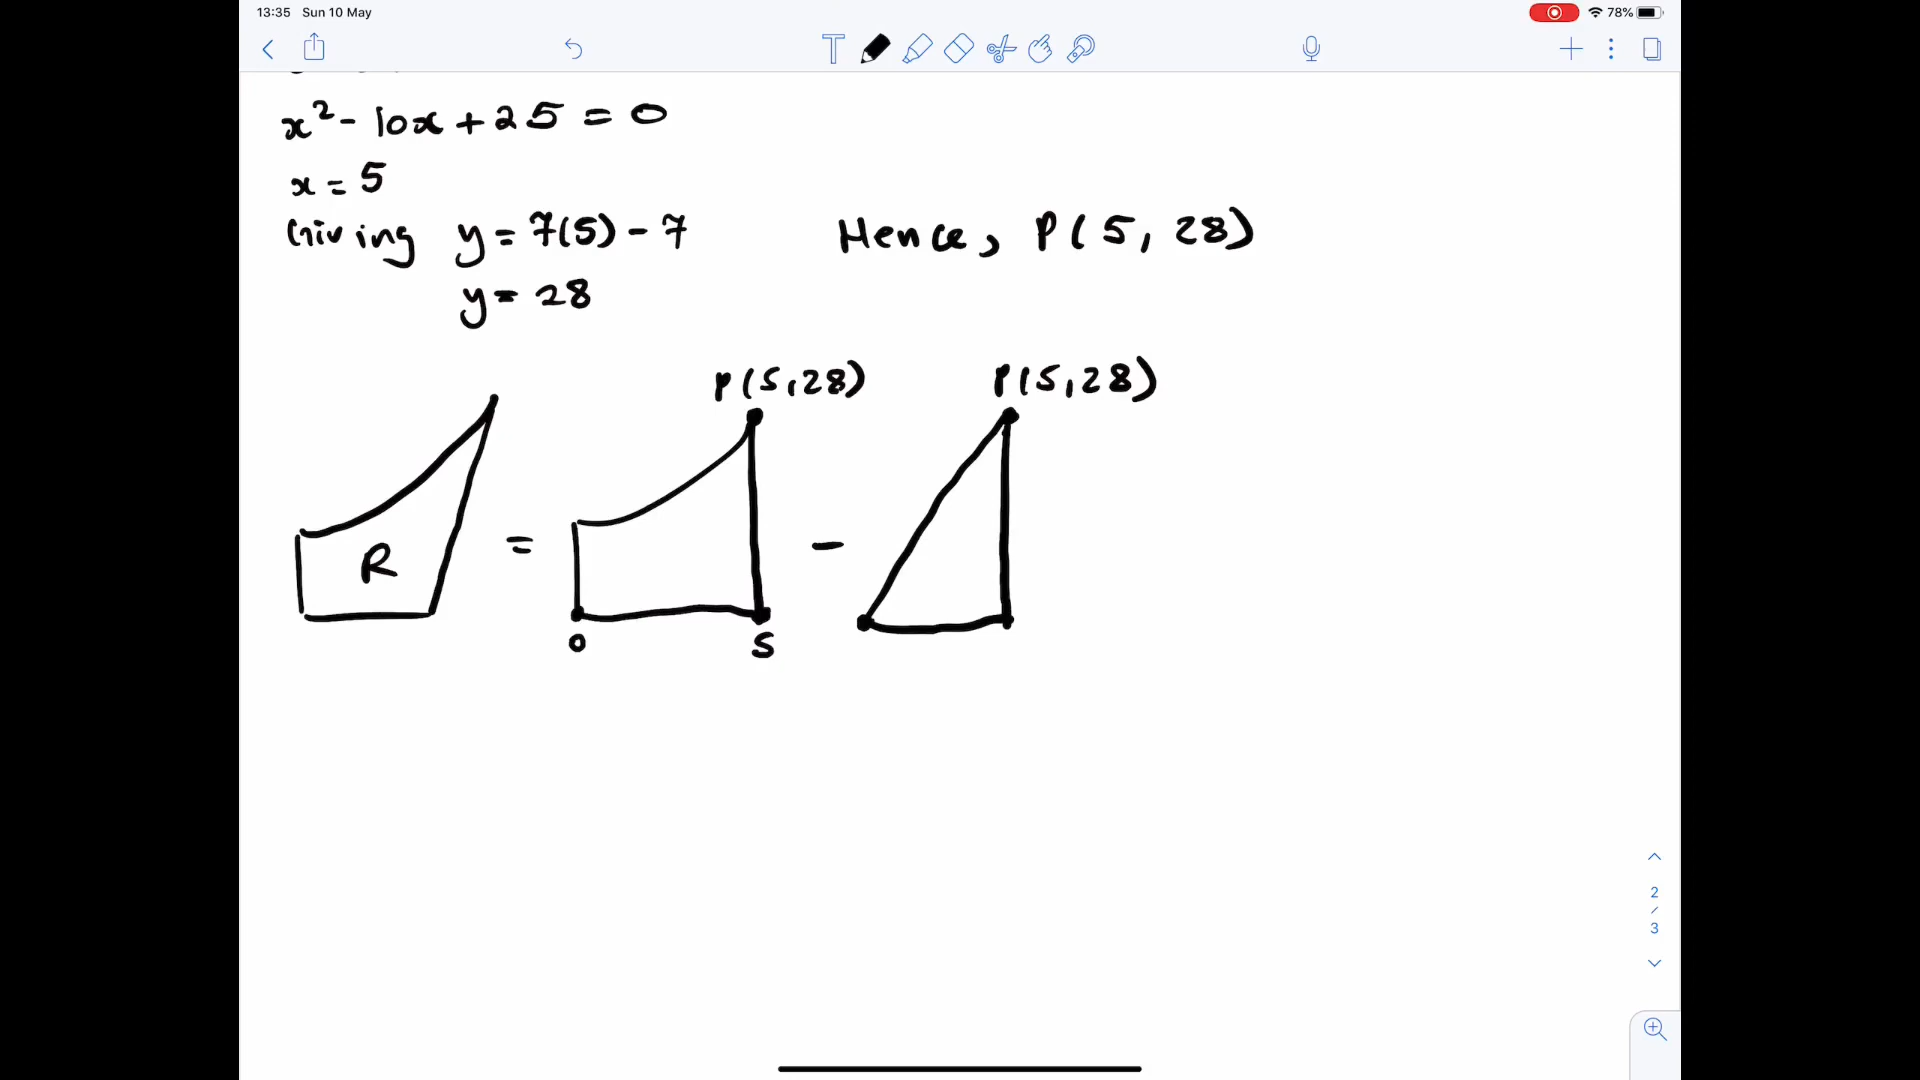 13:35 Sun 10 May
78%
x² - 10x + 25 = 0
x = 5
Giving y = 7(5) - 7 Hence, P(5, 28)
y = 28
P(5,28) P(5,28)
R = -
0 5
2
/
3